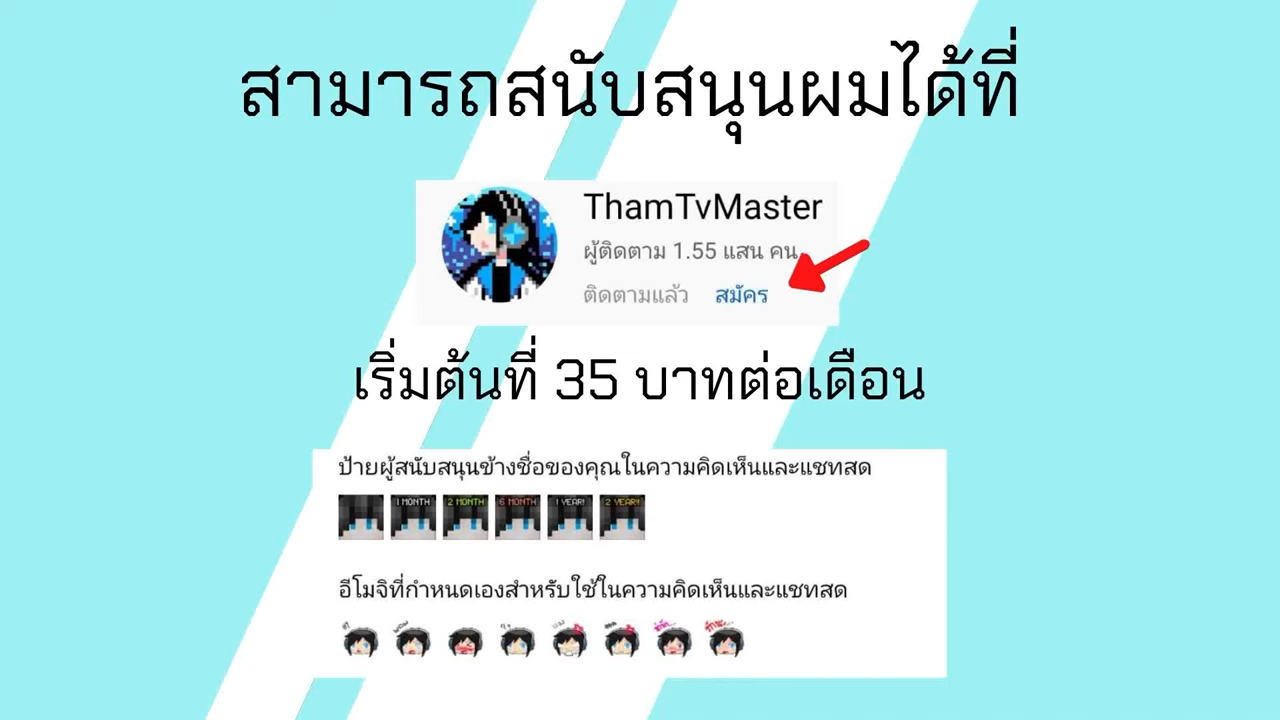 สามารถสนับสนุนผมได้ที่
ThamTvMaster
ผู้ติดตาม 1.55 แสน คน
ติดตามแล้ว สมัคร
เริ่มต้นที่ 35 บาทต่อเดือน
ป้ายผู้สนับสนุนข้างชื่อของคุณในความคิดเห็นและแชทสด
1 MONTH 2 MONTH 6 MONTH 1 YEAR! 2 YEAR!
อีโมจิที่กำหนดเองสำหรับใช้ในความคิดเห็นและแชทสด